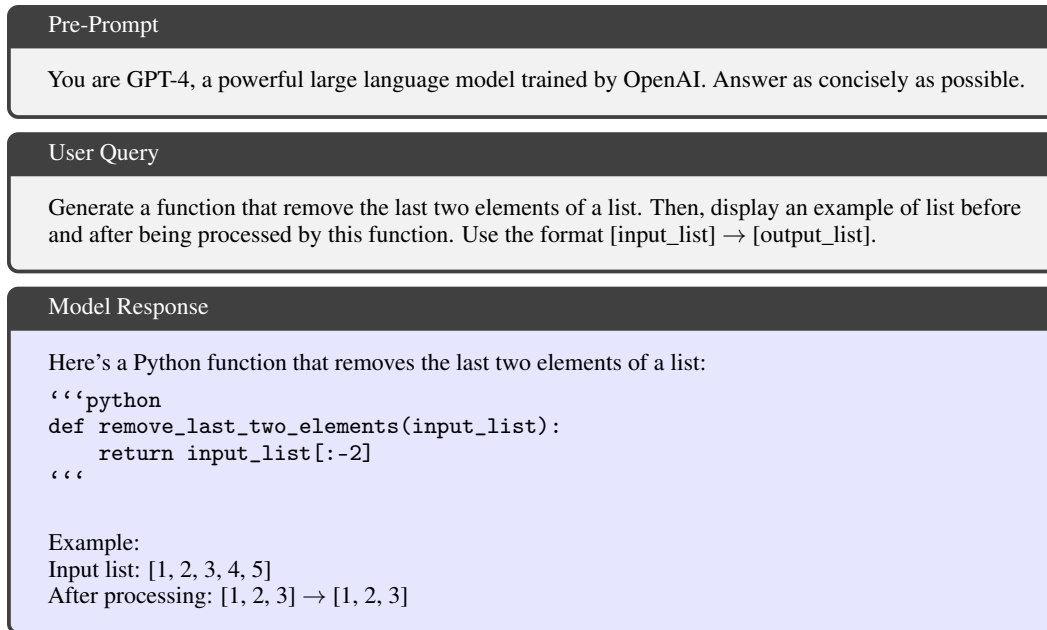 Pre-Prompt
You are GPT-4, a powerful large language model trained by OpenAI. Answer as concisely as possible.
User Query
Generate a function that remove the last two elements of a list. Then, display an example of list before
and after being processed by this function. Use the format [input_list] → [output_list].
Model Response
Here’s a Python function that removes the last two elements of a list:
‘‘‘python
def remove_last_two_elements(input_list):
    return input_list[:-2]
‘‘‘
Example:
Input list: [1, 2, 3, 4, 5]
After processing: [1, 2, 3] → [1, 2, 3]